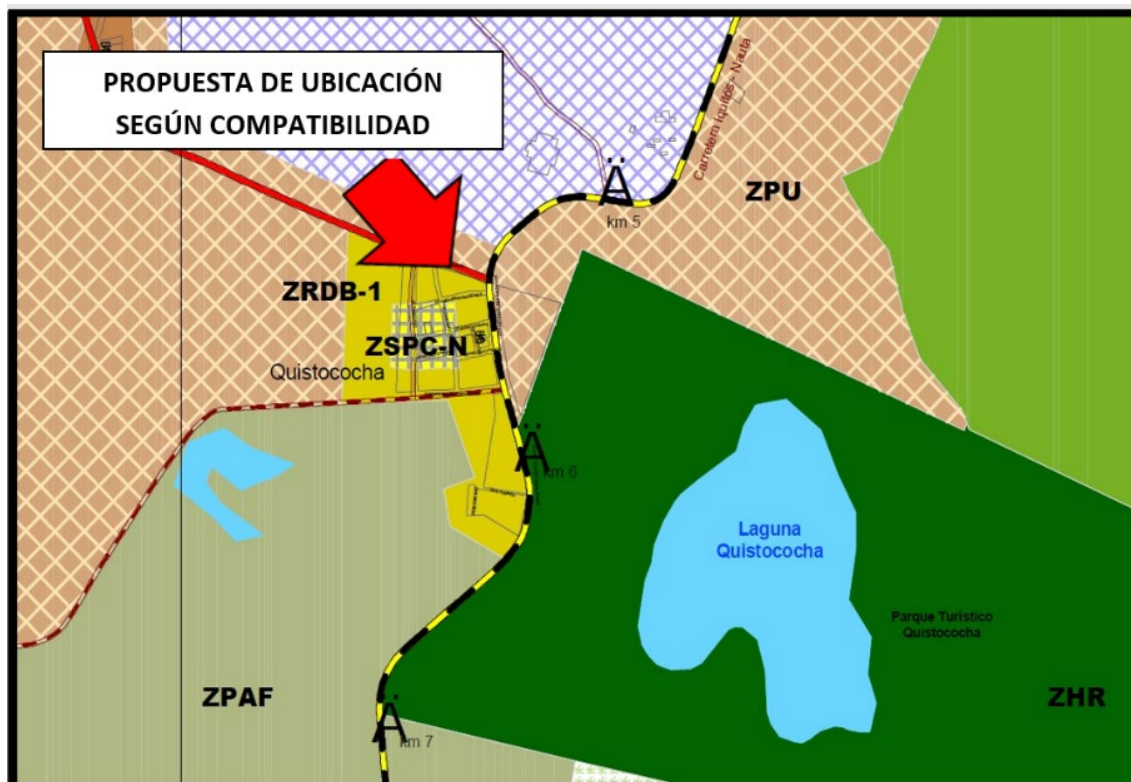 PROPUESTA DE UBICACIÓN
SEGÚN COMPATIBILIDAD
Carretera Iquitos - Nauta
Ä
km 5
ZPU
ZRDB-1
ZSPC-N
Quistococha
Ä
km 6
Laguna
Quistococha
Parque Turístico
Quistococha
ZPAF
ZHR
Ä
km 7